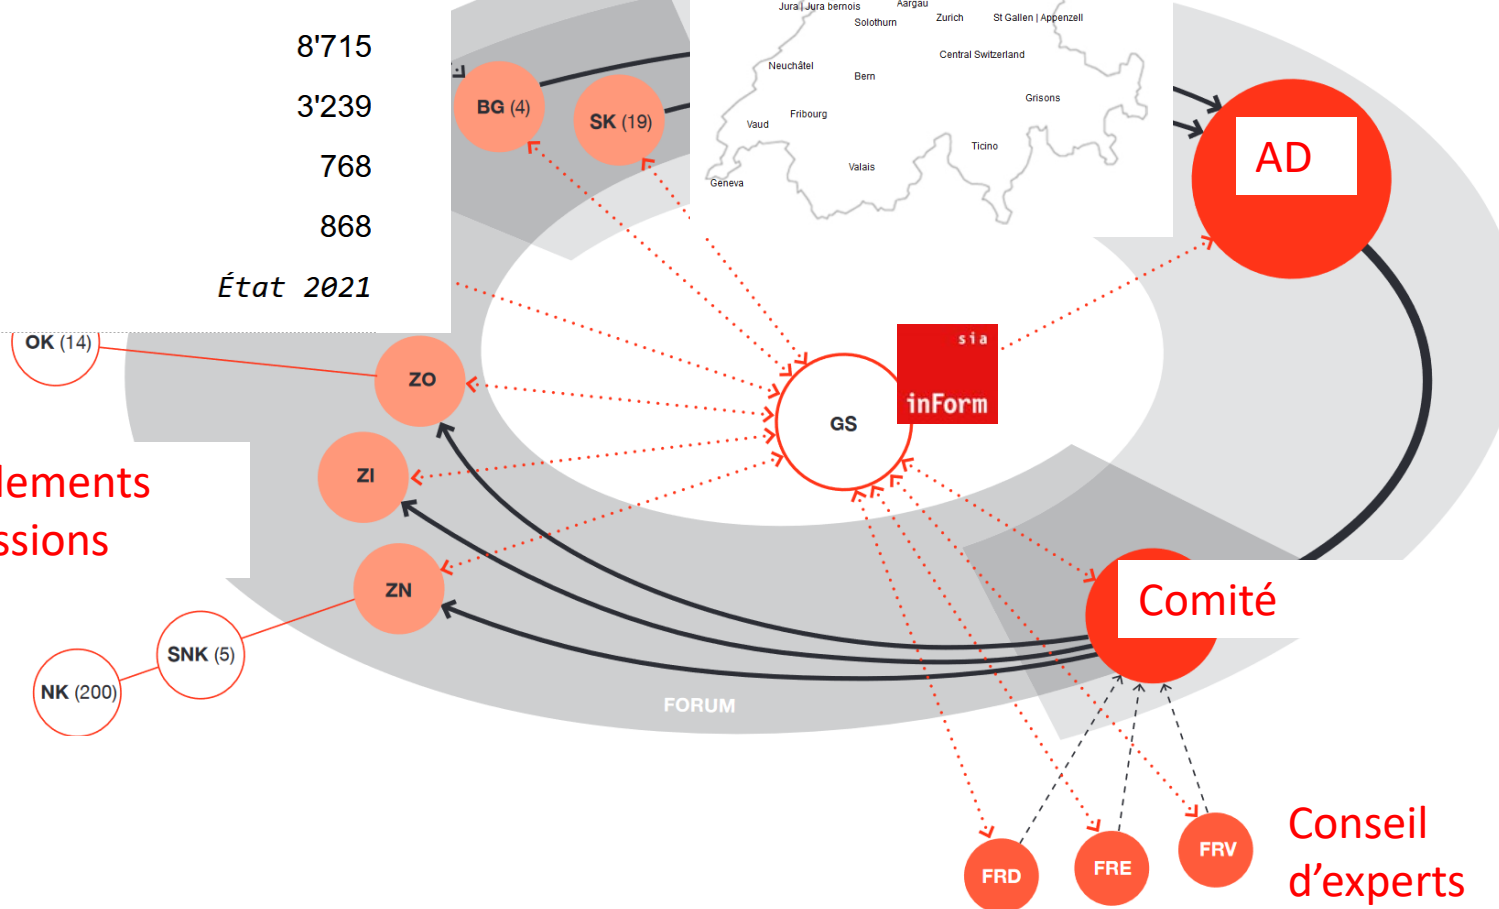 Jura | Jura bernois
Aargau
Solothurn
Zurich
St Gallen | Appenzell
8'715
Central Switzerland
Neuchâtel
Bern
BG (4)
SK (19)
3'239
Grisons
Fribourg
Vaud
Ticino
AD
768
Valais
Geneva
868
État 2021
OK (14)
ZO
sia
inForm
GS
ZI
lements
ssions
ZN
Comité
SNK (5)
NK (200)
FORUM
Conseil
d'experts
FRD
FRE
FRV